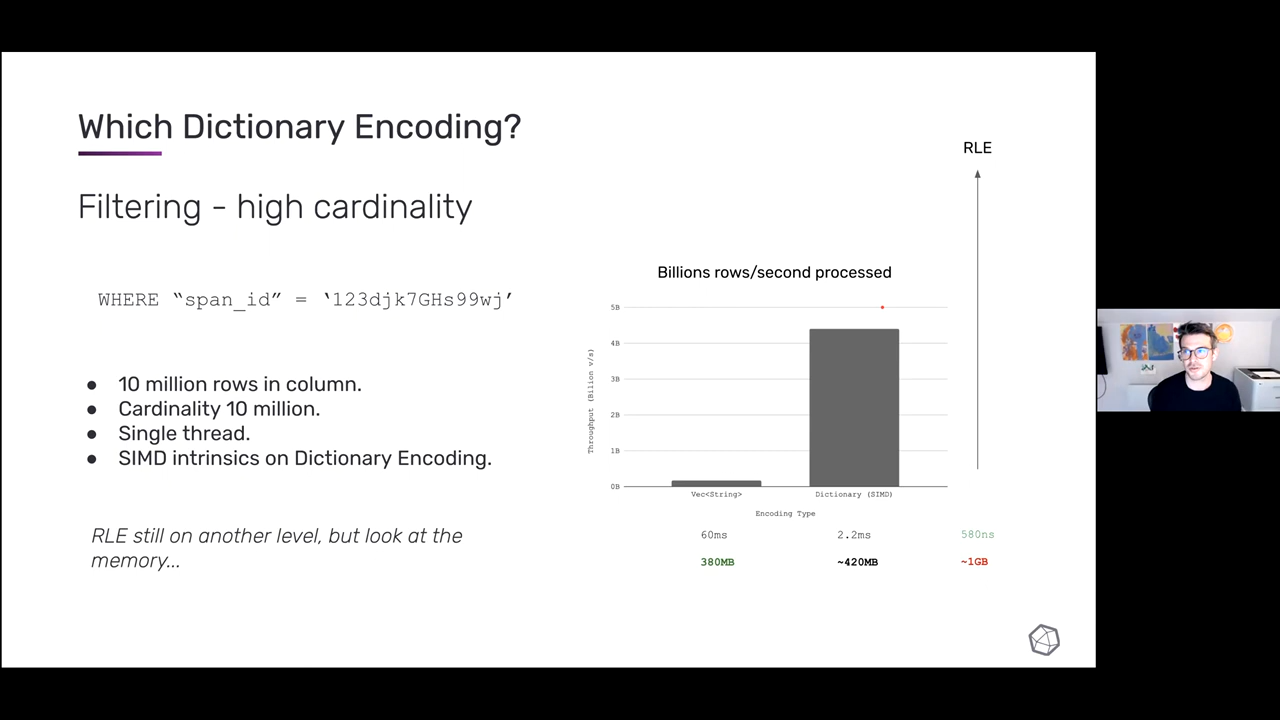 Which Dictionary Encoding?
Filtering - high cardinality
WHERE “span_id” = ‘123djk7GHs99wj’
● 10 million rows in column.
● Cardinality 10 million.
● Single thread.
● SIMD intrinsics on Dictionary Encoding.
RLE still on another level, but look at the
memory...
RLE
Billions rows/second processed
Throughput (Bilion v/s)
5B
4B
3B
2B
1B
0B
Vec<String> Dictionary (SIMD)
Encoding Type
60ms 2.2ms 580ns
380MB ~420MB ~1GB